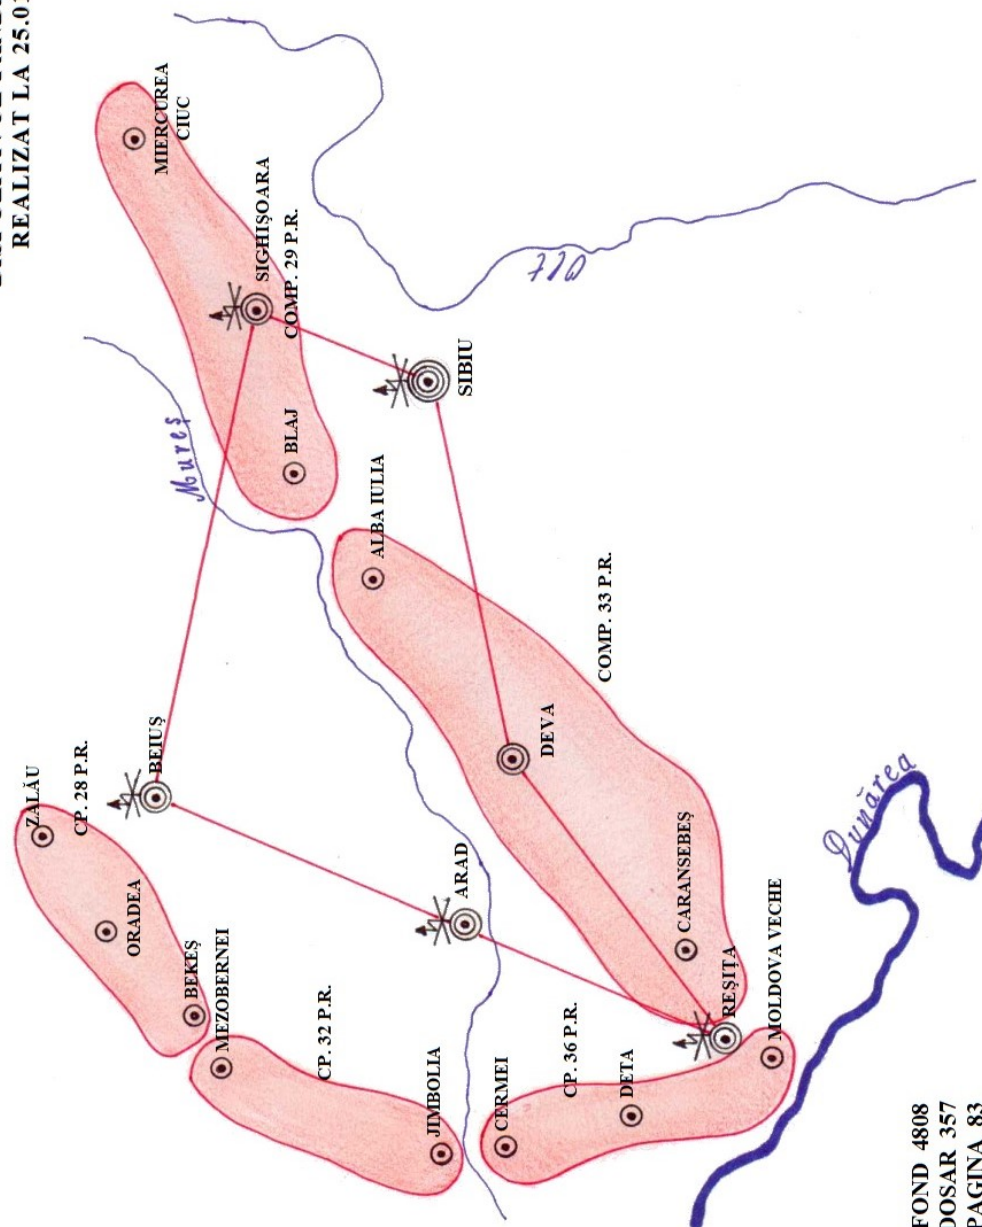 REALIZAT LA 25.01
ZALĂU
CP. 28 P.R.
ORADEA
BEIUȘ
MIERCUREA
CIUC
Mureș
BEKEȘ
MEZOBERNEI
SIGHIȘOARA
COMP. 29 P.R.
BLAJ
CP. 32 P.R.
ALBA IULIA
JIMBOLIA
ARAD
SIBIU
CERMEI
DEVA
Olt
CP. 36 P.R.
COMP. 33 P.R.
DETA
CARANSEBEȘ
REȘIȚA
MOLDOVA VECHE
Dunărea
FOND 4808
DOSAR 357
PAGINA 83